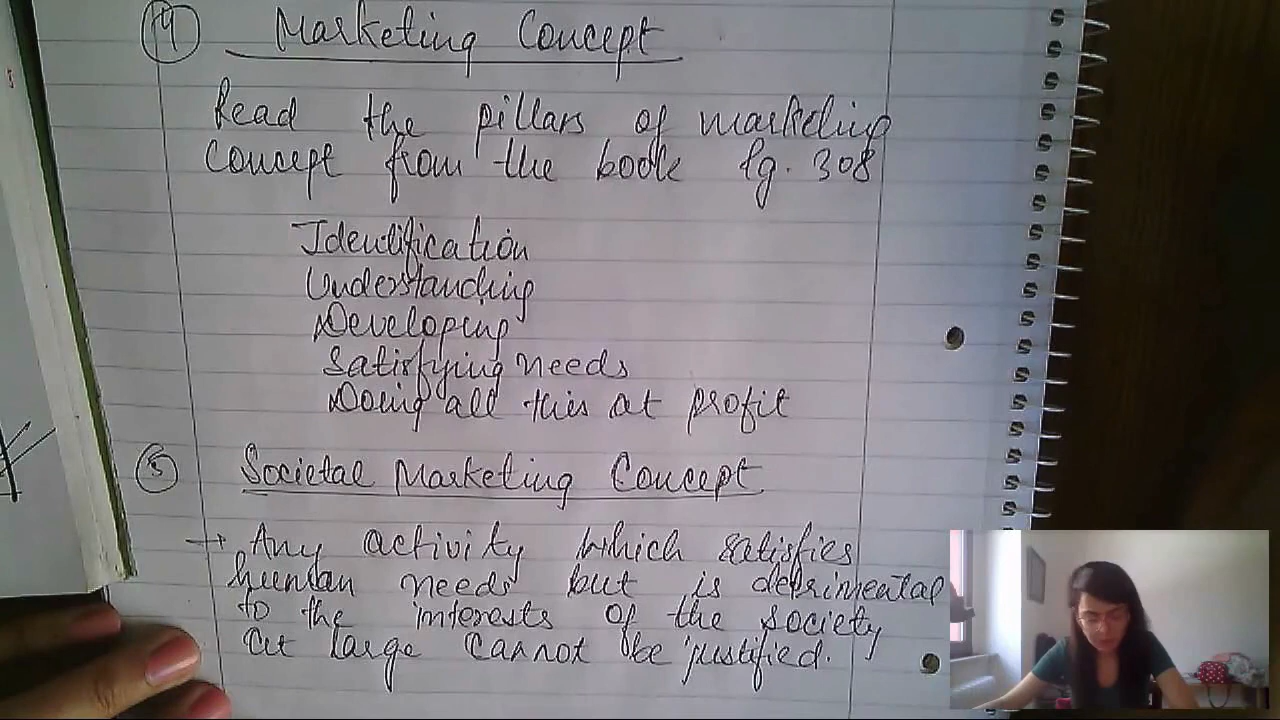 4 Marketing Concept
Read the pillars of marketing
concept from the book Pg. 308
Identification
Understanding
Developing
Satisfying needs
Doing all this at profit
5 Societal Marketing Concept
→ Any activity which satisfies
human needs but is detrimental
to the interests of the society
at large cannot be justified.